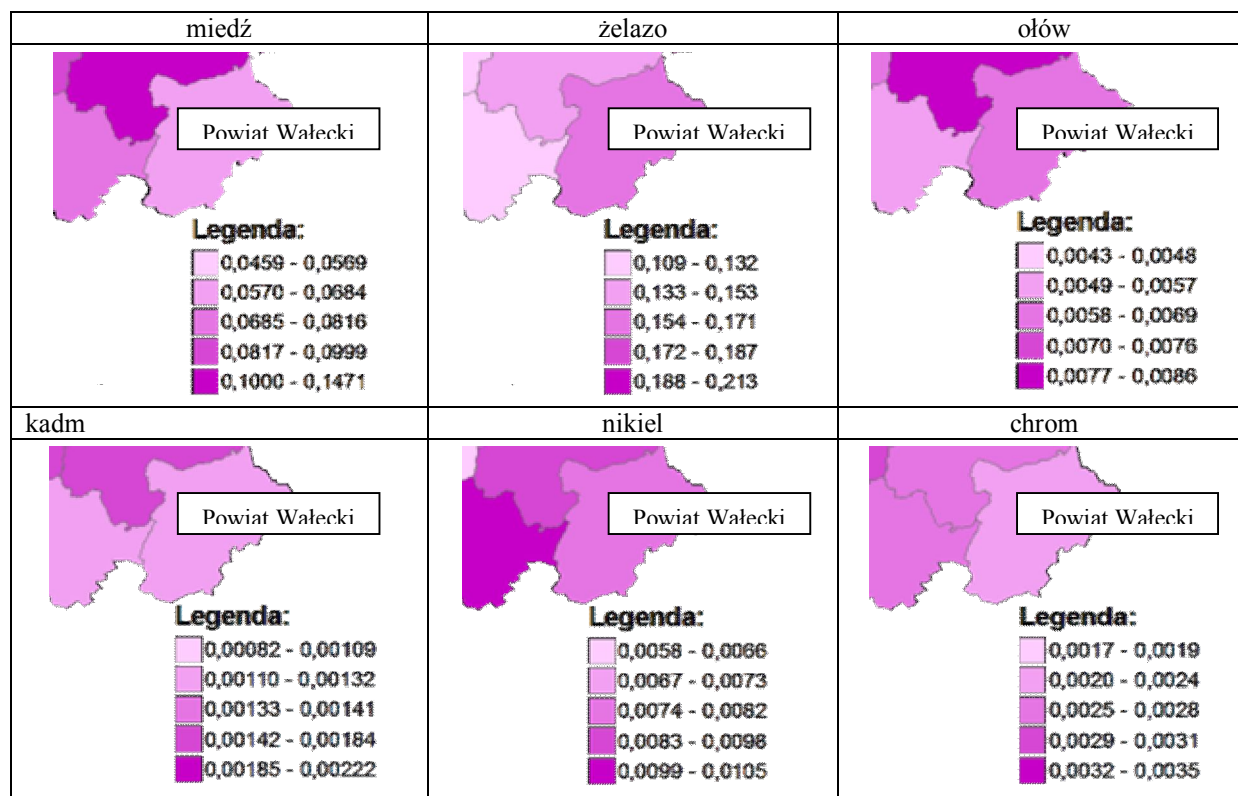 miedź
żelazo
ołów
Powiat Wałecki
Powiat Wałecki
Powiat Wałecki
Legenda:
0,0459 - 0,0569
0,0570 - 0,0684
0,0685 - 0,0816
0,0817 - 0,0999
0,1000 - 0,1471
Legenda:
0,109 - 0,132
0,133 - 0,153
0,154 - 0,171
0,172 - 0,187
0,188 - 0,213
Legenda:
0,0043 - 0,0048
0,0049 - 0,0057
0,0058 - 0,0069
0,0070 - 0,0076
0,0077 - 0,0086
kadm
nikiel
chrom
Powiat Wałecki
Powiat Wałecki
Powiat Wałecki
Legenda:
0,00082 - 0,00109
0,00110 - 0,00132
0,00133 - 0,00141
0,00142 - 0,00184
0,00185 - 0,00222
Legenda:
0,0058 - 0,0066
0,0067 - 0,0073
0,0074 - 0,0082
0,0083 - 0,0098
0,0099 - 0,0105
Legenda:
0,0017 - 0,0019
0,0020 - 0,0024
0,0025 - 0,0028
0,0029 - 0,0031
0,0032 - 0,0035